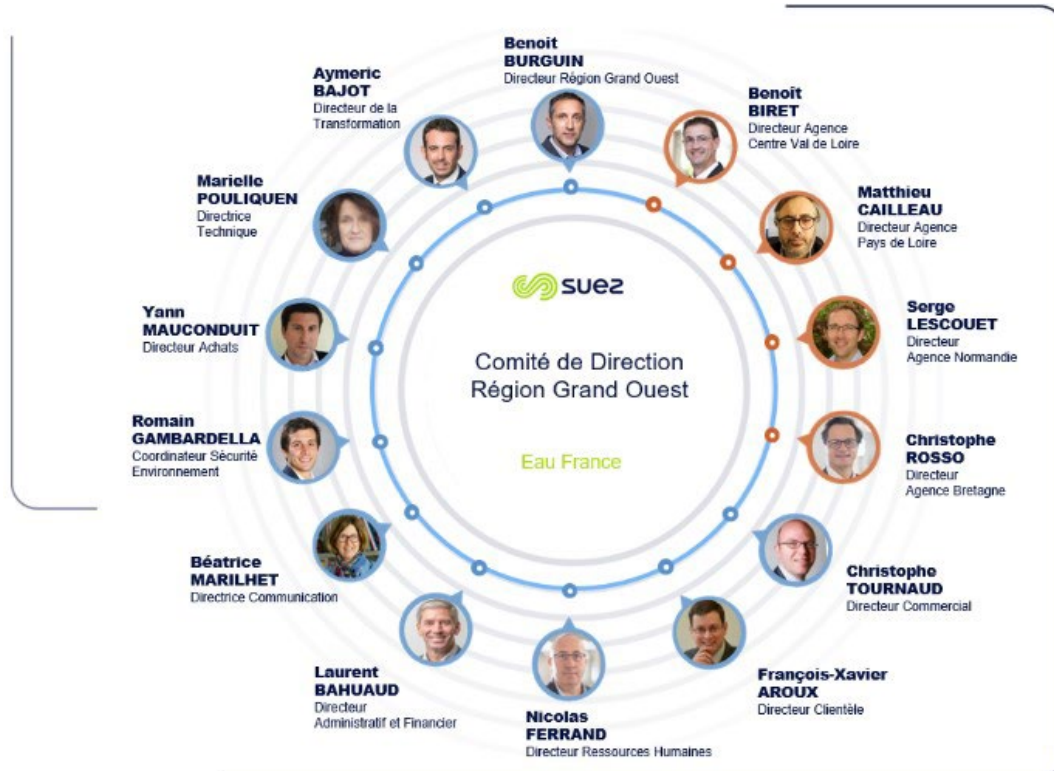 Benoit
BURGUIN
Directeur Région Grand Ouest
Benoît
BIRET
Directeur Agence
Centre Val de Loire
Matthieu
CAILLEAU
Directeur Agence
Pays de Loire
Serge
LESCOUET
Directeur
Agence Normandie
Christophe
ROSSO
Directeur
Agence Bretagne
Christophe
TOURNAUD
Directeur Commercial
François-Xavier
AROUX
Directeur Clientèle
Nicolas
FERRAND
Directeur Ressources Humaines
Laurent
BAHUAUD
Directeur
Administratif et Financier
Béatrice
MARILHET
Directrice Communication
Romain
GAMBARDELLA
Coordinateur Sécurité
Environnement
Yann
MAUCONDUIT
Directeur Achats
Marielle
POULIQUEN
Directrice
Technique
Aymeric
BAJOT
Directeur de la
Transformation
suez
Comité de Direction
Région Grand Ouest
Eau France